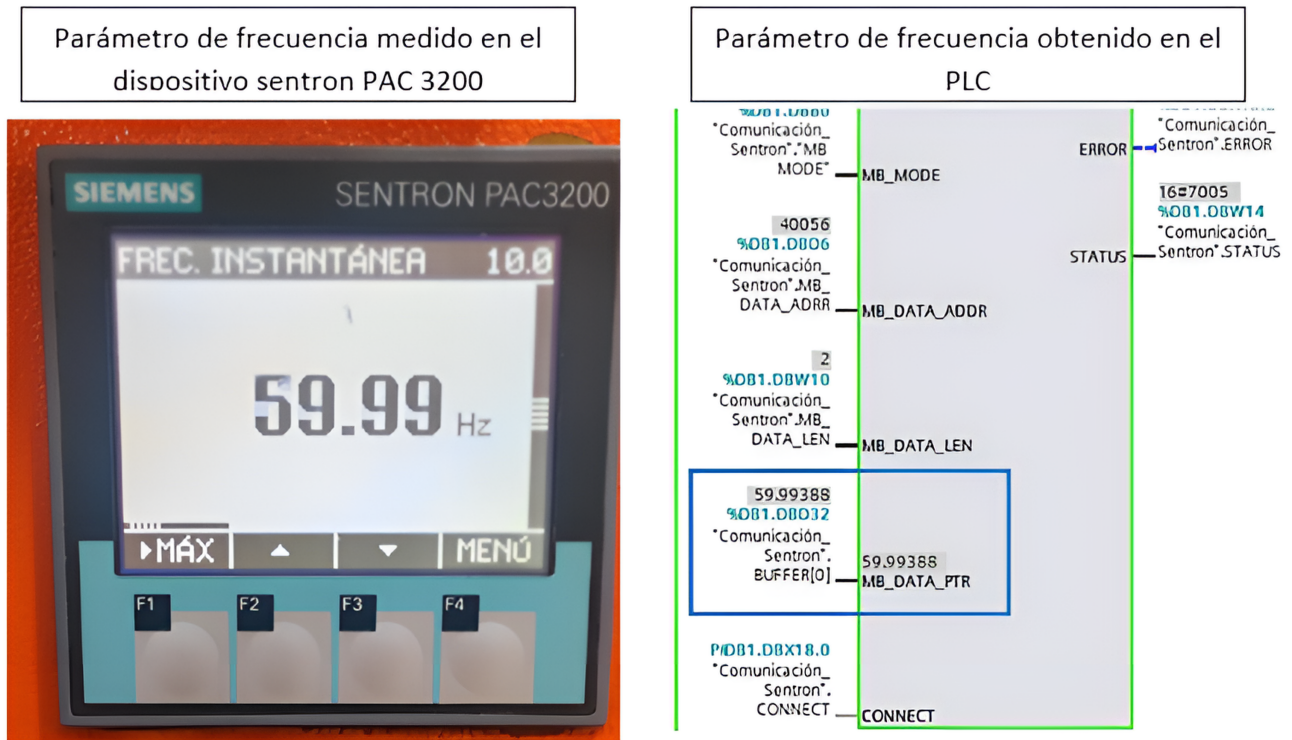 Parámetro de frecuencia medido en el
dispositivo sentron PAC 3200
SIEMENS
SENTRON PAC3200
FREC. INSTANTÁNEA 10.0
59.99 Hz
▶MÁX ▲ ▼ MENÚ
F1 F2 F3 F4
Parámetro de frecuencia obtenido en el
PLC
%DB1.DBB0
"Comunicación_
Sentron"."MB
MODE"
MB_MODE
40056
%DB1.DBD6
"Comunicación_
Sentron".MB_
DATA_ADRR
MB_DATA_ADDR
2
%DB1.DBW10
"Comunicación_
Sentron".MB_
DATA_LEN
MB_DATA_LEN
59.99388
%DB1.DBD32
"Comunicación_
Sentron".
BUFFER[0]
59.99388
MB_DATA_PTR
P#DB1.DBX18.0
"Comunicación_
Sentron".
CONNECT
CONNECT
"Comunicación_
ERROR
Sentron".ERROR
16#7005
%DB1.DBW14
"Comunicación_
STATUS
Sentron".STATUS